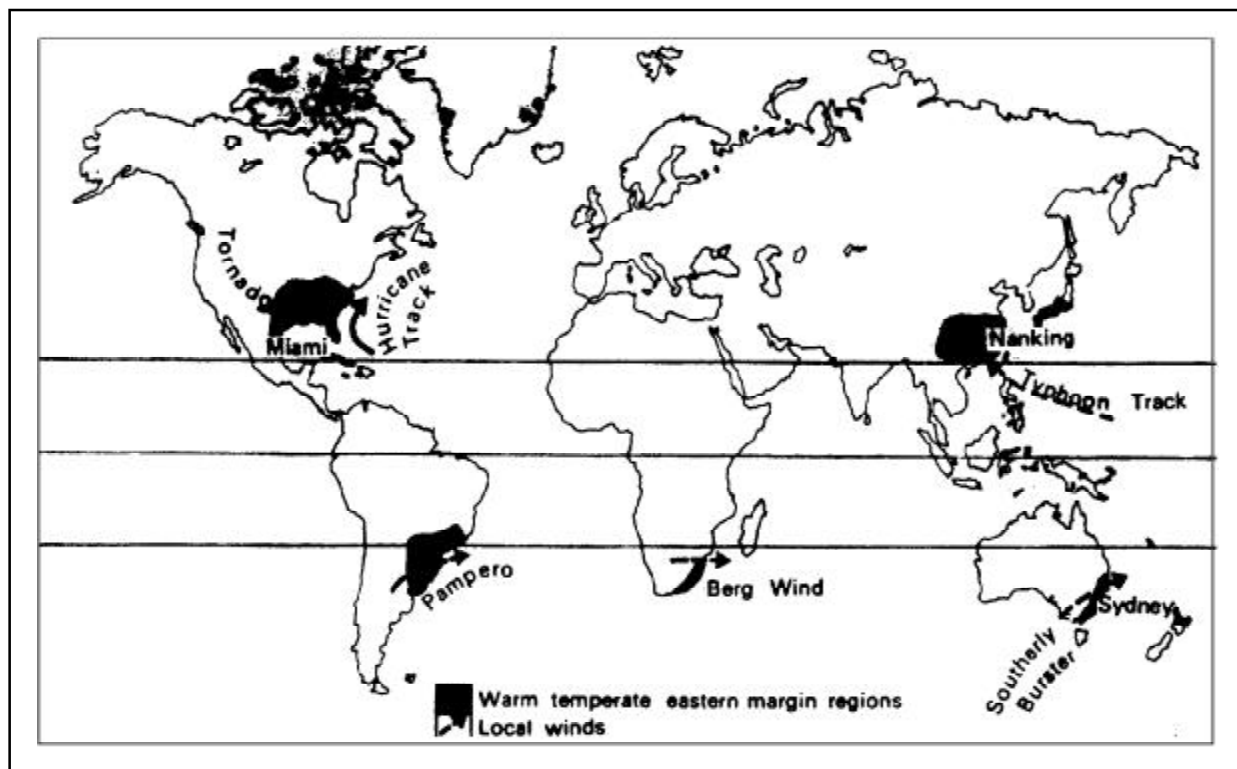 Tornado
Hurricane
Track
Miami
Nanking
Typhoon Track
Pampero
Berg Wind
Sydney
Southerly
Burster
Warm temperate eastern margin regions
Local winds